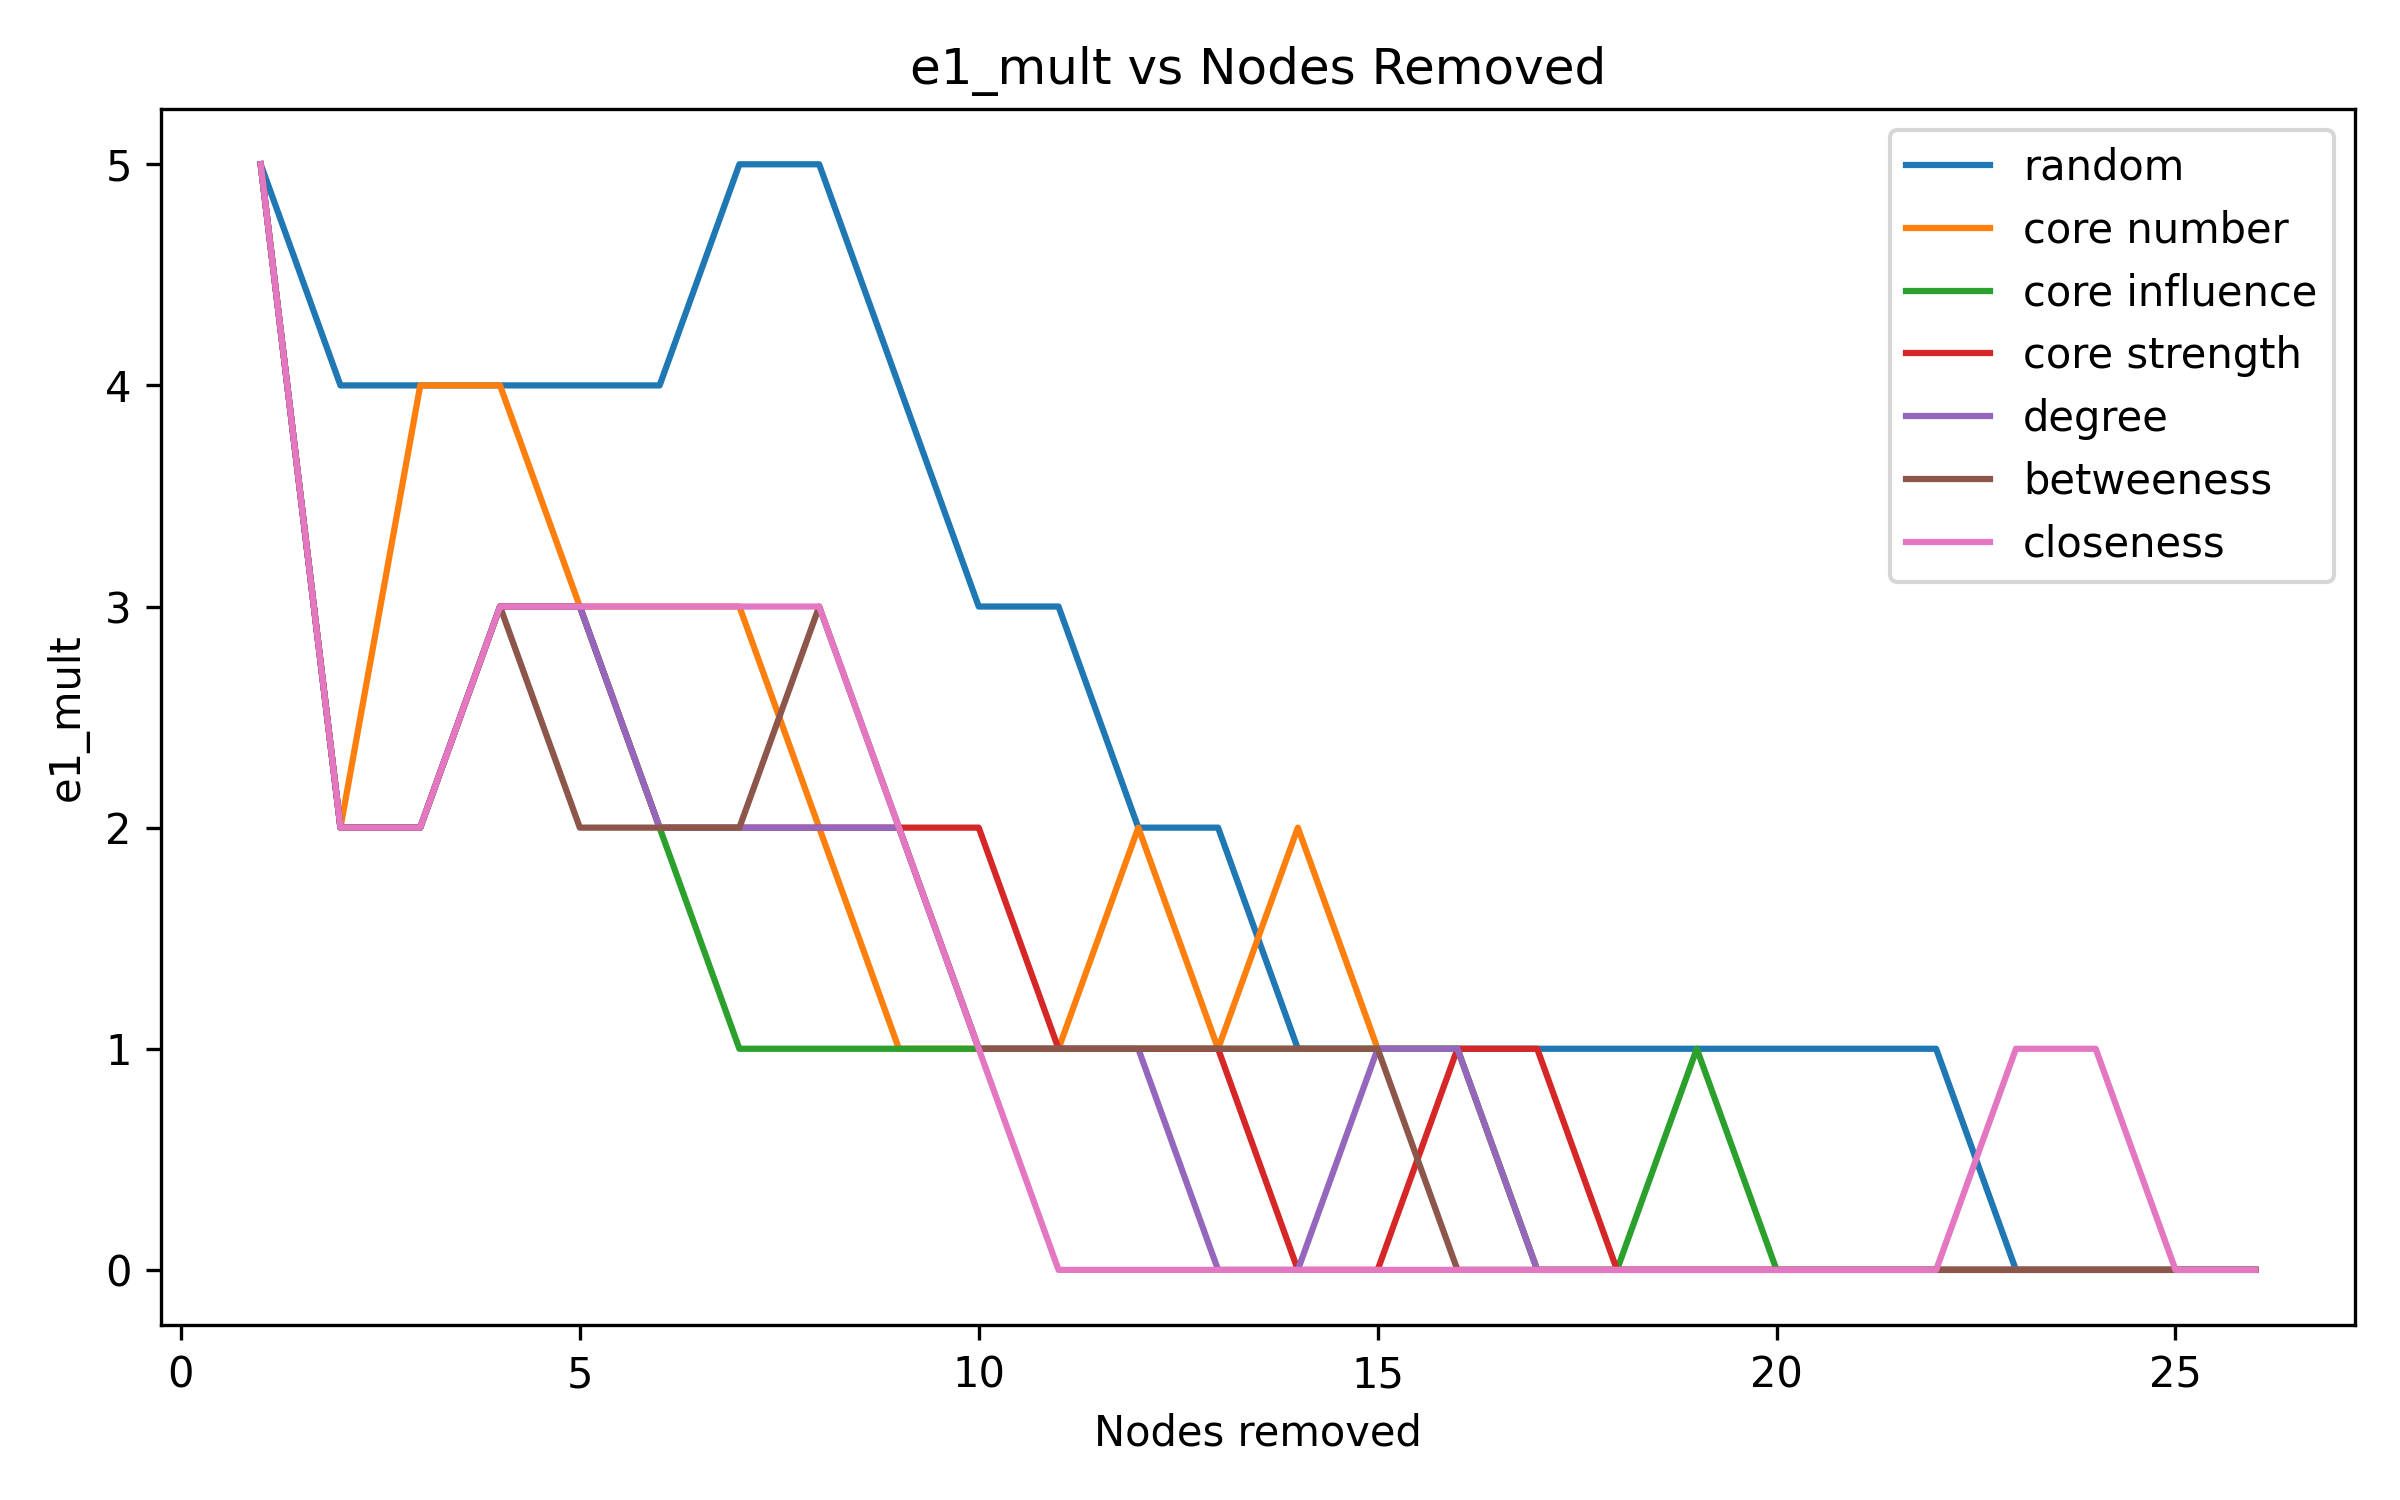 e1_mult vs Nodes Removed
5
4
3
2
1
0
e1_mult
random
core number
core influence
core strength
degree
betweeness
closeness
0 5 10 15 20 25
Nodes removed